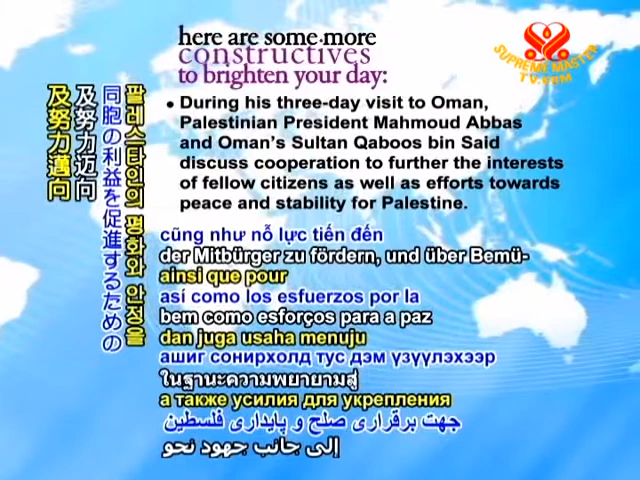 here are some more
constructives
to brighten your day:
SUPREME MASTER
TV.com
• During his three-day visit to Oman,
Palestinian President Mahmoud Abbas
and Oman's Sultan Qaboos bin Said
discuss cooperation to further the interests
of fellow citizens as well as efforts towards
peace and stability for Palestine.
팔레스타인의 평화와 안정을
同胞の利益を促進するための
及努力迈向
及努力邁向
cũng như nỗ lực tiến đến
der Mitbürger zu fördern, und über Bemü-
ainsi que pour
así como los esfuerzos por la
bem como esforços para a paz
dan juga usaha menuju
ашиг сонирхолд тус дэм үзүүлэхээр
ในฐานะความพยายามสู่
а также усилия для укрепления
جهت برقراری صلح و پایداری فلسطین
إلى جانب جهود نحو